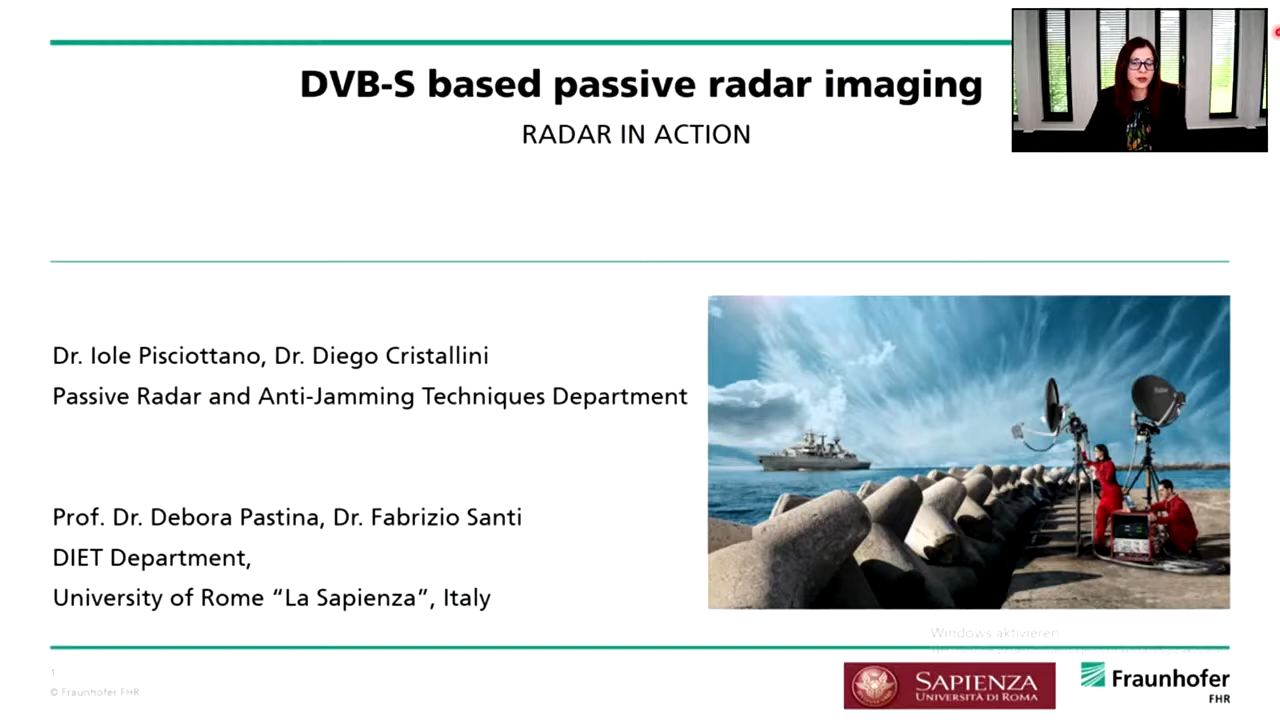 DVB-S based passive radar imaging
RADAR IN ACTION
Dr. Iole Pisciottano, Dr. Diego Cristallini
Passive Radar and Anti-Jamming Techniques Department
Prof. Dr. Debora Pastina, Dr. Fabrizio Santi
DIET Department,
University of Rome “La Sapienza”, Italy
Windows aktivieren
1
© Fraunhofer FHR
SAPIENZA
UNIVERSITÀ DI ROMA
Fraunhofer
FHR